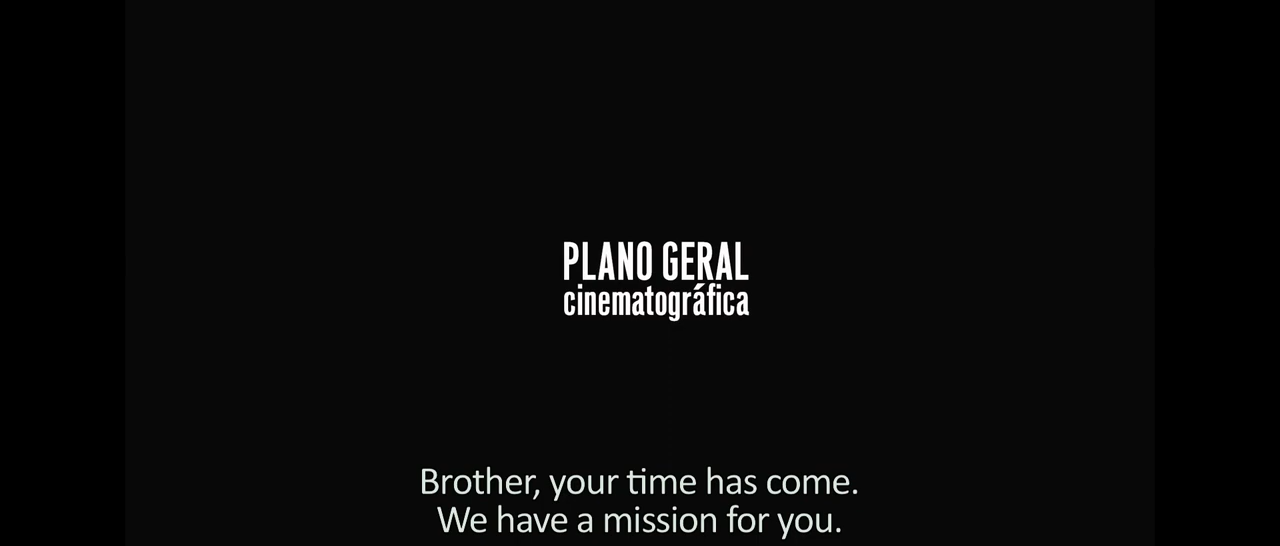 PLANO GERAL
cinematográfica
Brother, your time has come.
We have a mission for you.